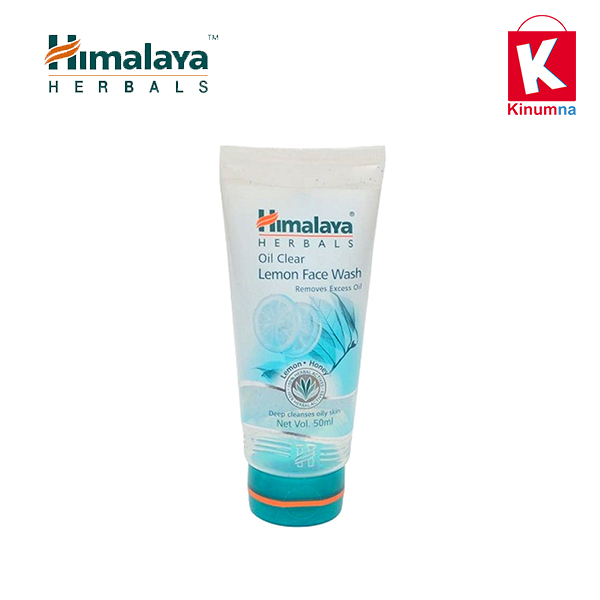 Himalaya™
HERBALS
K
Kinumna
Himalaya®
HERBALS
Oil Clear
Lemon Face Wash
Removes Excess Oil
Lemon • Honey
Deep cleanses oily skin
Net Vol. 50ml
H